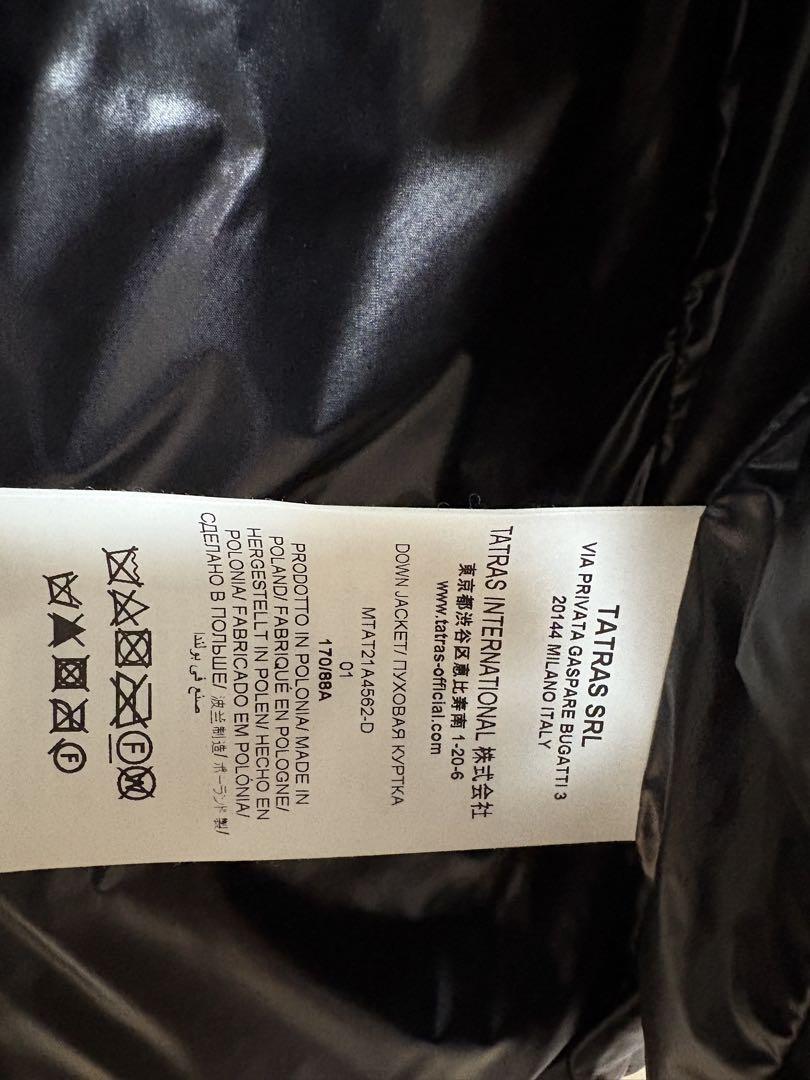 TATRAS SRL
VIA PRIVATA GASPARE BUGATTI 3
20144 MILANO ITALY
TATRAS INTERNATIONAL 株式会社
東京都渋谷区恵比寿南 1-20-6
www.tatras-official.com
DOWN JACKET/ ПУХОВАЯ КУРТКА
MTAT21A4562-D
01
170/88A
PRODOTTO IN POLONIA/ MADE IN
POLAND/ FABRIQUÉ EN POLOGNE/
HERGESTELLT IN POLEN/ HECHO EN
POLONIA/ FABRICADO EM POLÓNIA/
СДЕЛАНО В ПОЛЬШЕ/ 波兰制造/ ポーランド製/
صنع في بولندا
F W
F